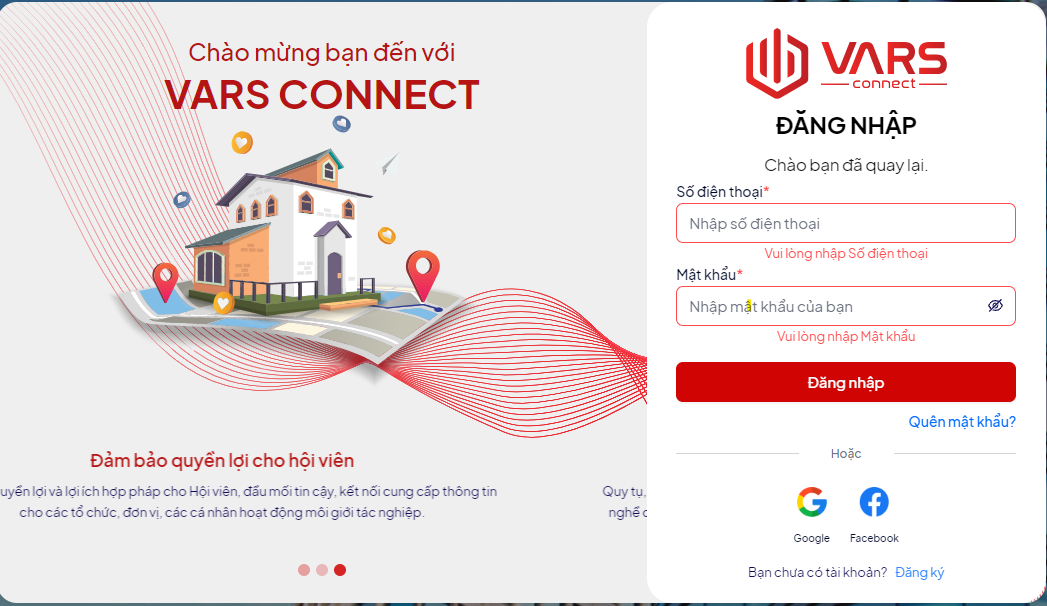 Chào mừng bạn đến với
VARS CONNECT
Đảm bảo quyền lợi cho hội viên
lợi và lợi ích hợp pháp cho Hội viên, đầu mối tin cậy, kết nối cung cấp thông tin
cho các tổ chức, đơn vị, các cá nhân hoạt động môi giới tác nghiệp.
Quy tụ,
nghề
VARS
connect
ĐĂNG NHẬP
Chào bạn đã quay lại.
Số điện thoại*
Nhập số điện thoại
Vui lòng nhập Số điện thoại
Mật khẩu*
Nhập mật khẩu của bạn
Vui lòng nhập Mật khẩu
Đăng nhập
Quên mật khẩu?
Hoặc
Google
Facebook
Bạn chưa có tài khoản? Đăng ký